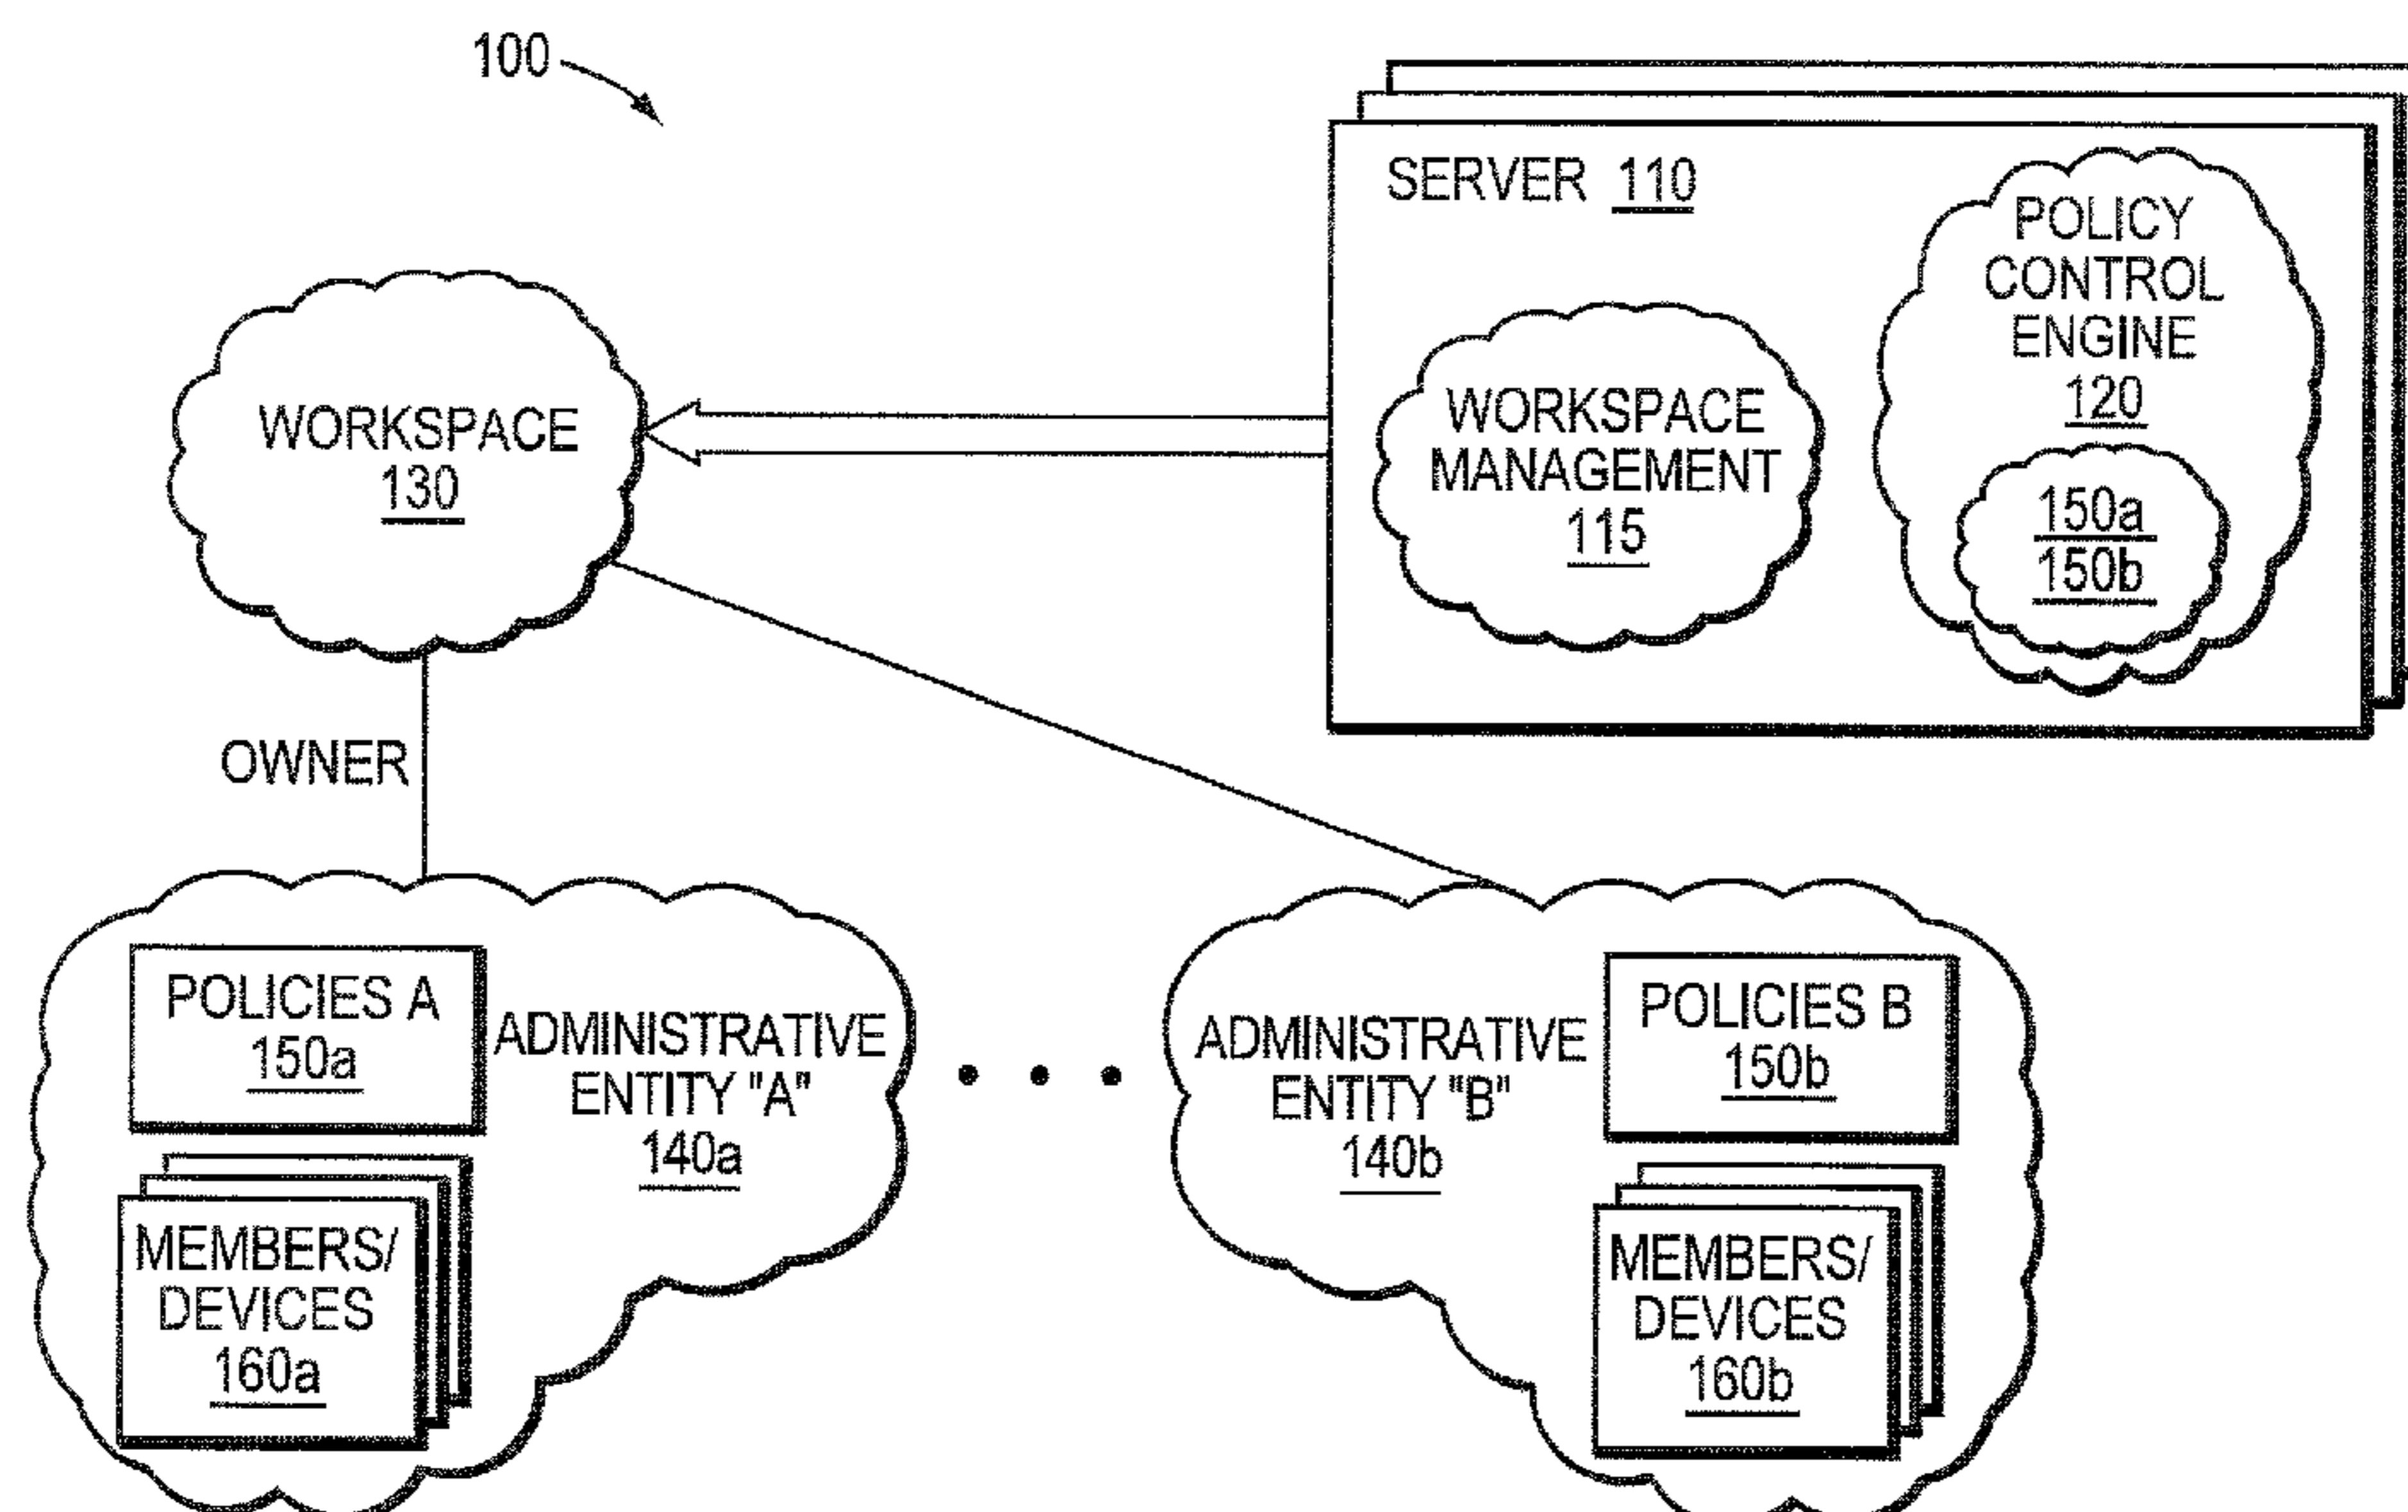 100
SERVER 110
POLICY
CONTROL
ENGINE
120
150a
150b
WORKSPACE
MANAGEMENT
115
WORKSPACE
130
OWNER
POLICIES A
150a
ADMINISTRATIVE
ENTITY "A"
140a
MEMBERS/
DEVICES
160a
ADMINISTRATIVE
ENTITY "B"
140b
POLICIES B
150b
MEMBERS/
DEVICES
160b